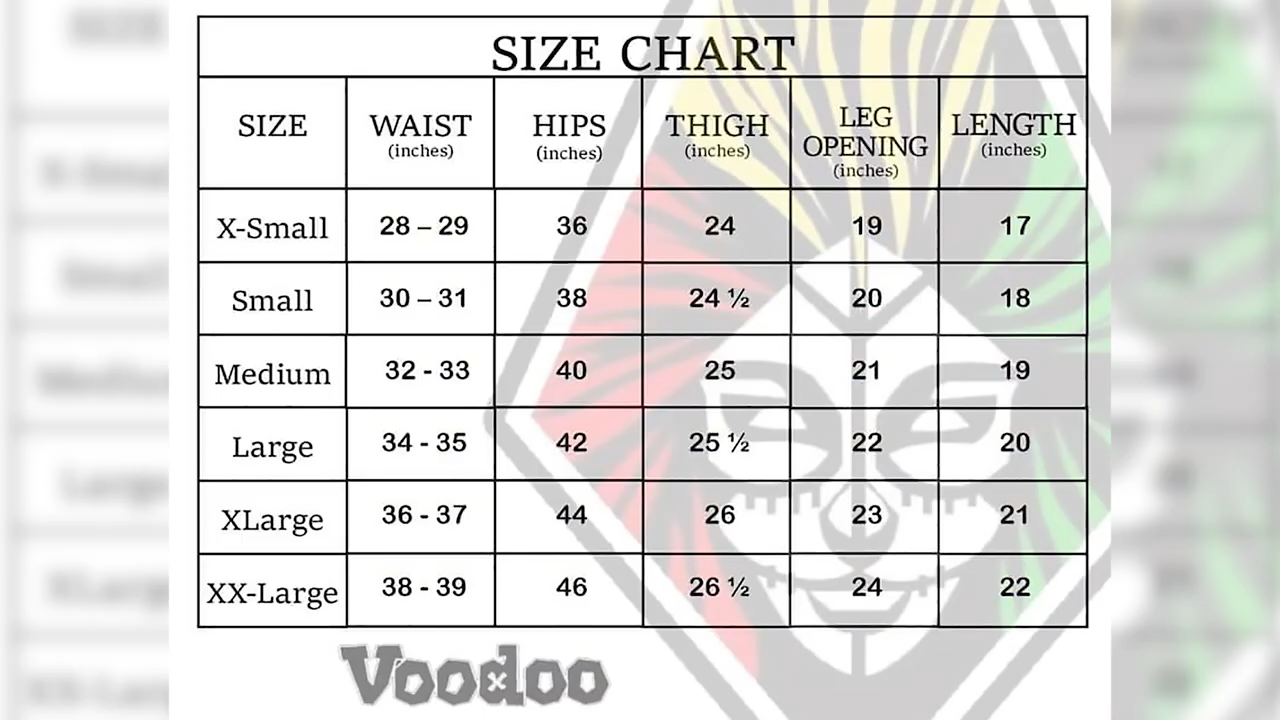 SIZE CHART
SIZE WAIST (inches) HIPS (inches) THIGH (inches) LEG OPENING (inches) LENGTH (inches)
X-Small 28 – 29 36 24 19 17
Small 30 – 31 38 24 ½ 20 18
Medium 32 - 33 40 25 21 19
Large 34 - 35 42 25 ½ 22 20
XLarge 36 - 37 44 26 23 21
XX-Large 38 - 39 46 26 ½ 24 22
Voodoo